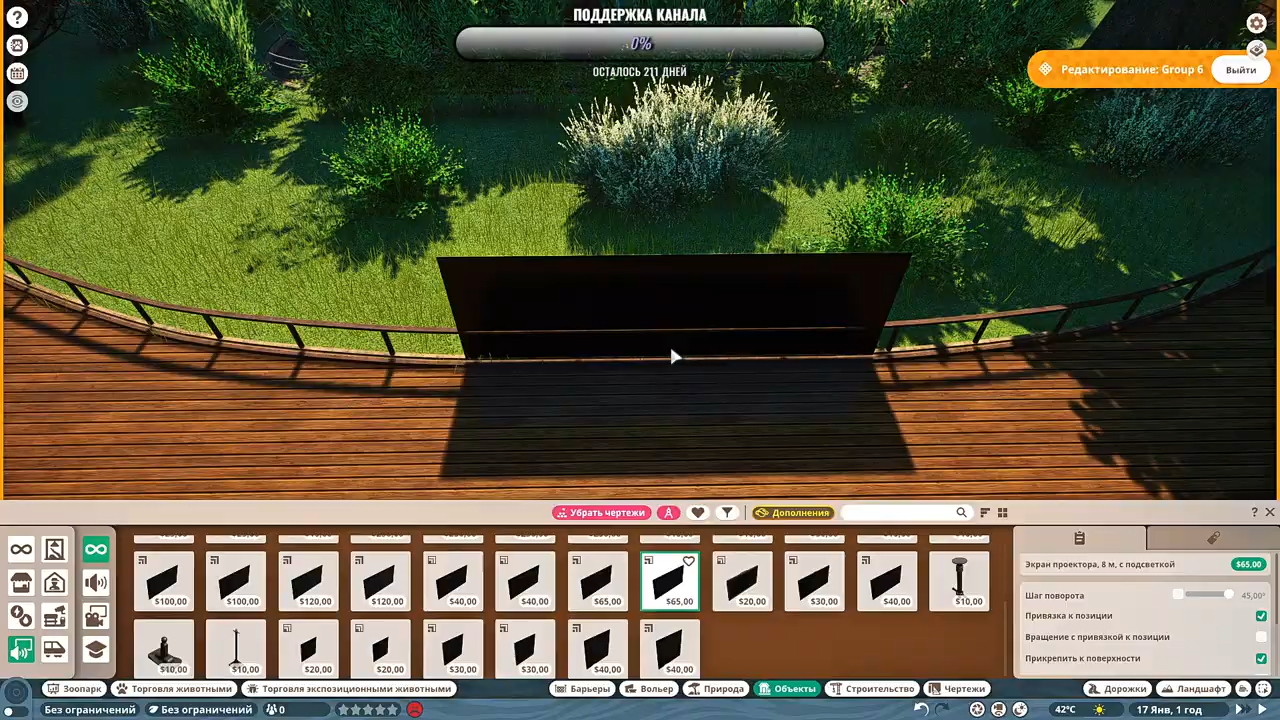 ПОДДЕРЖКА КАНАЛА
0%
ОСТАЛОСЬ 211 ДНЕЙ
Редактирование: Group 6
Выйти
Убрать чертежи
Дополнения
?
Экран проектора, 8 м, с подсветкой
$65,00
Шаг поворота
45,00°
Привязка к позиции
Вращение с привязкой к позиции
Прикрепить к поверхности
$100,00 $100,00 $120,00 $120,00 $40,00 $40,00 $65,00 $65,00 $20,00 $30,00 $40,00 $10,00
$10,00 $10,00 $20,00 $20,00 $30,00 $30,00 $40,00 $40,00
Зоопарк Торговля животными Торговля экспозиционными животными Барьеры Вольер Природа Объекты Строительство Чертежи Дорожки Ландшафт
Без ограничений Без ограничений 0 42°C 17 Янв, 1 год